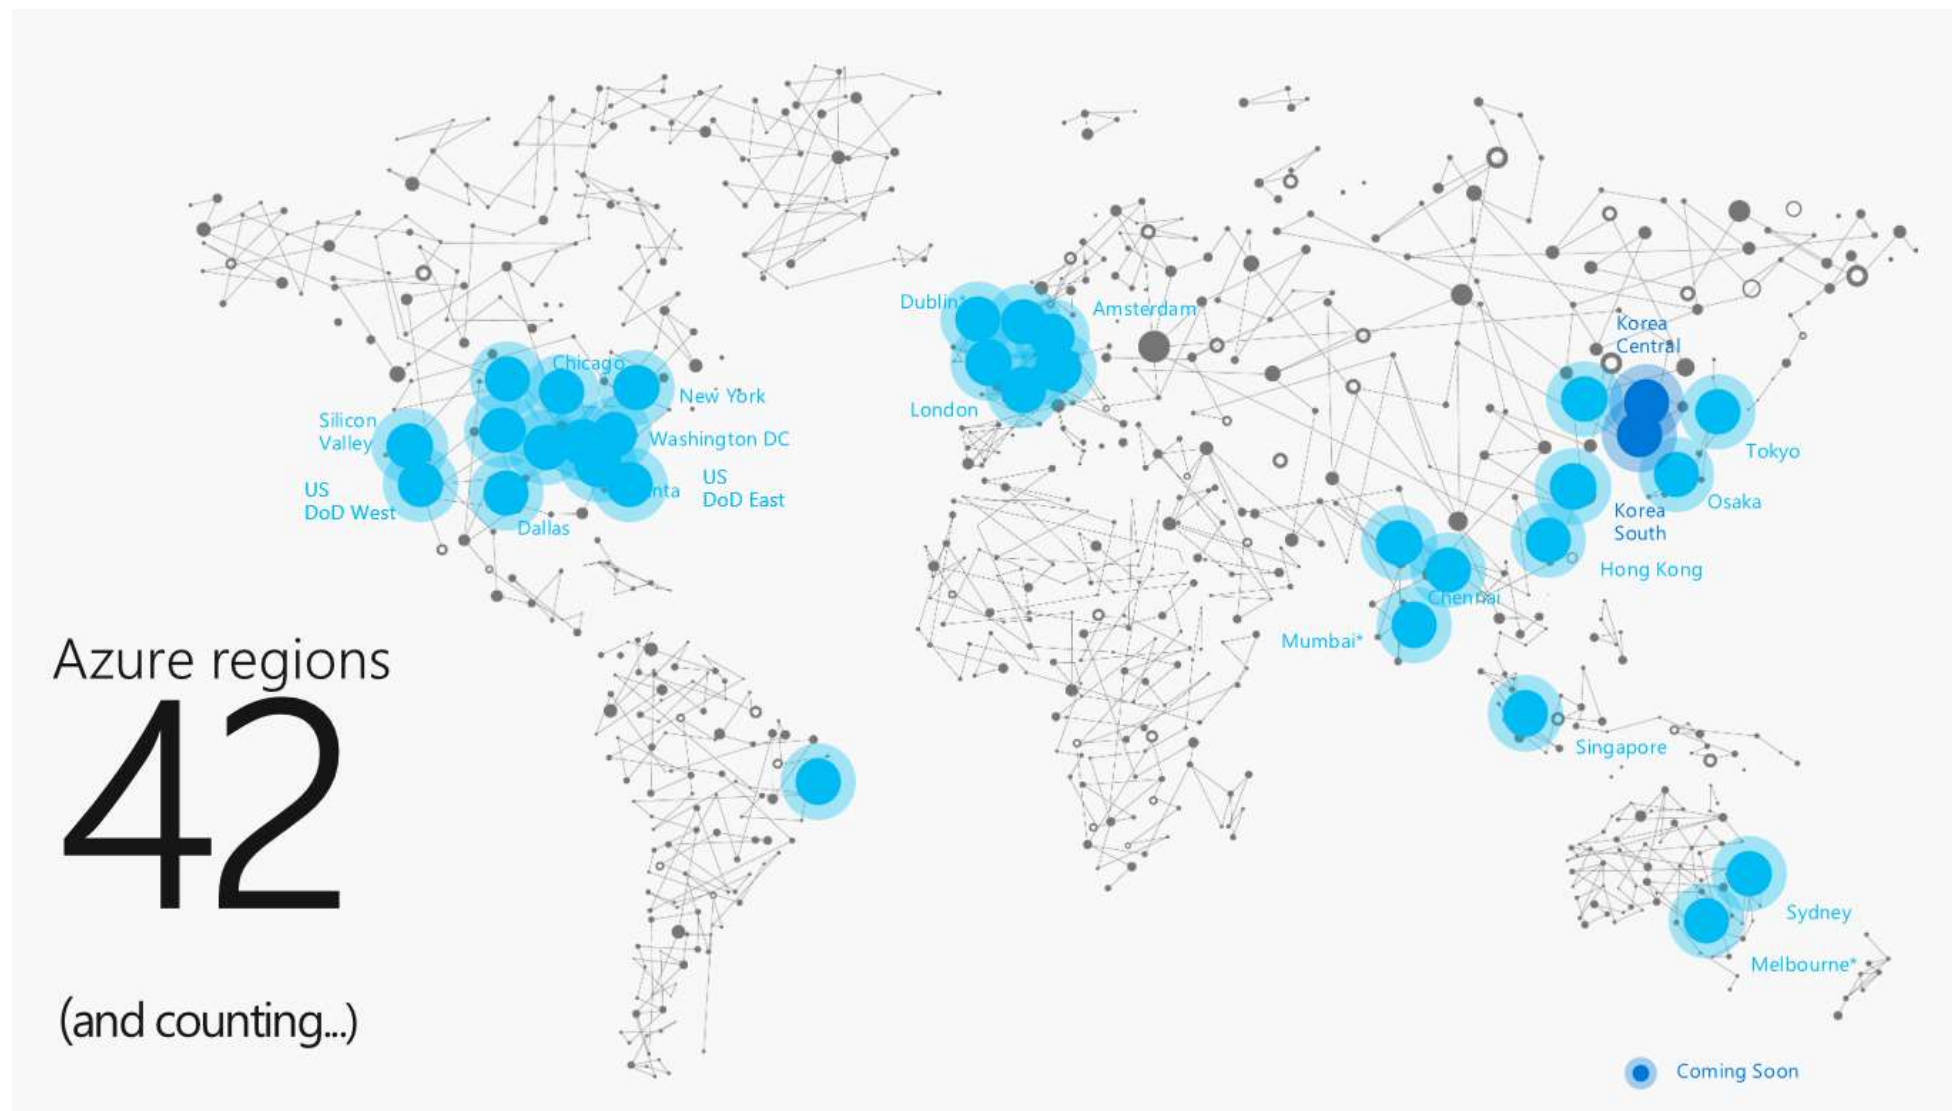 Dublin*
Amsterdam
Korea
Central
Chicago
New York
London
Silicon
Valley
Washington DC
Tokyo
US
DoD West
US
DoD East
Osaka
Korea
South
Dallas
Hong Kong
Chennai
Mumbai*
Azure regions
42
Singapore
Sydney
Melbourne*
(and counting...)
Coming Soon